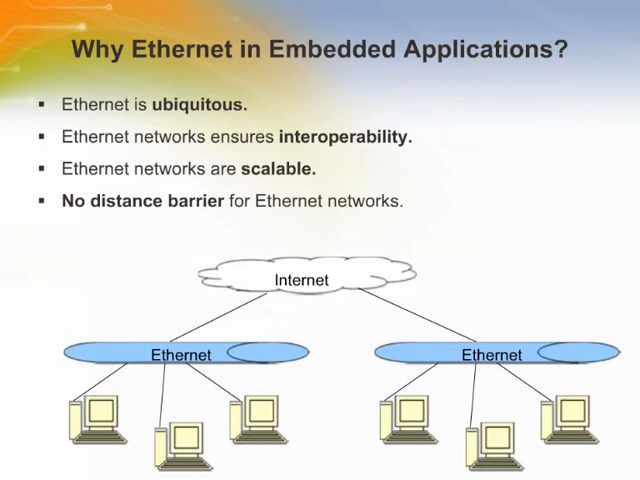 Why Ethernet in Embedded Applications?
▪ Ethernet is ubiquitous.
▪ Ethernet networks ensures interoperability.
▪ Ethernet networks are scalable.
▪ No distance barrier for Ethernet networks.
Internet
Ethernet
Ethernet